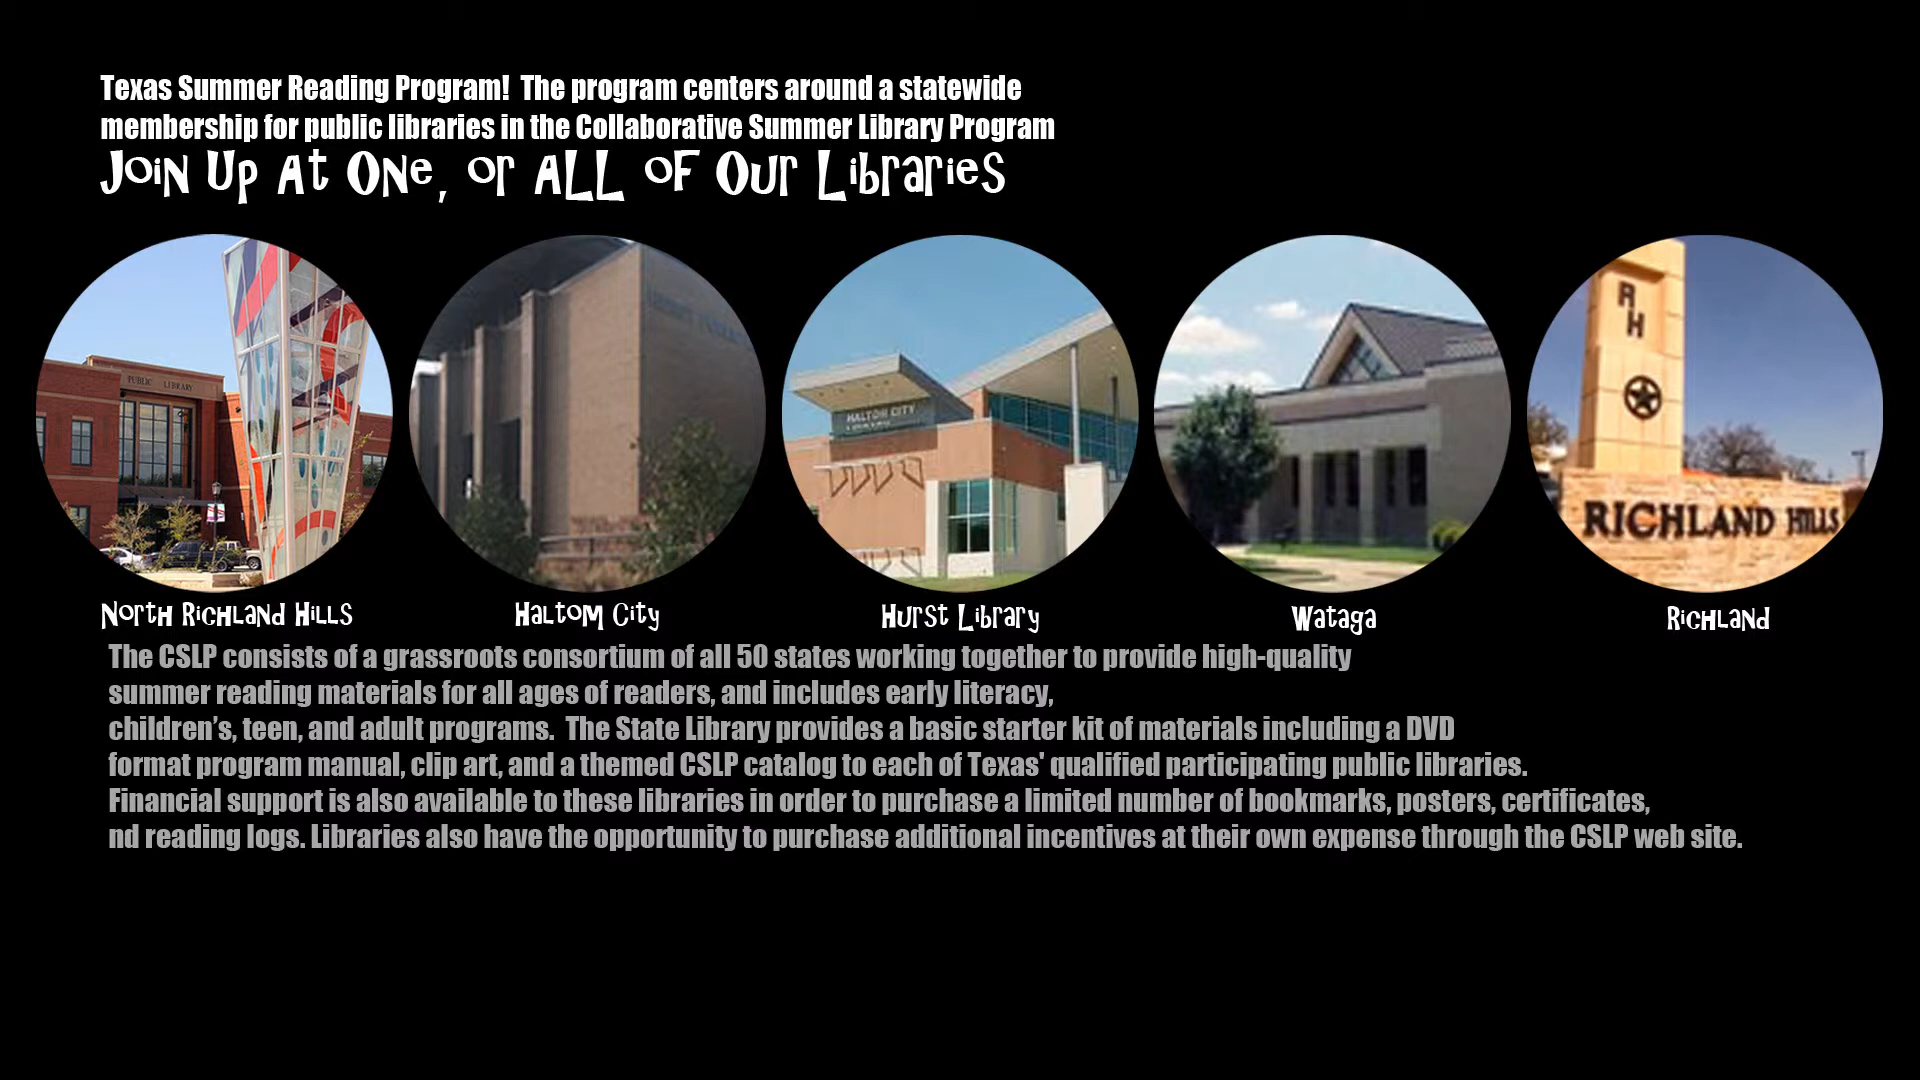 Texas Summer Reading Program!  The program centers around a statewide
membership for public libraries in the Collaborative Summer Library Program
Join Up At One, or ALL of Our Libraries
PUBLIC LIBRARY
HALTOM CITY
R
H
RICHLAND HILLS
North Richland Hills
Haltom City
Hurst Library
Wataga
Richland
The CSLP consists of a grassroots consortium of all 50 states working together to provide high-quality
summer reading materials for all ages of readers, and includes early literacy,
children’s, teen, and adult programs.  The State Library provides a basic starter kit of materials including a DVD
format program manual, clip art, and a themed CSLP catalog to each of Texas' qualified participating public libraries.
Financial support is also available to these libraries in order to purchase a limited number of bookmarks, posters, certificates,
nd reading logs. Libraries also have the opportunity to purchase additional incentives at their own expense through the CSLP web site.